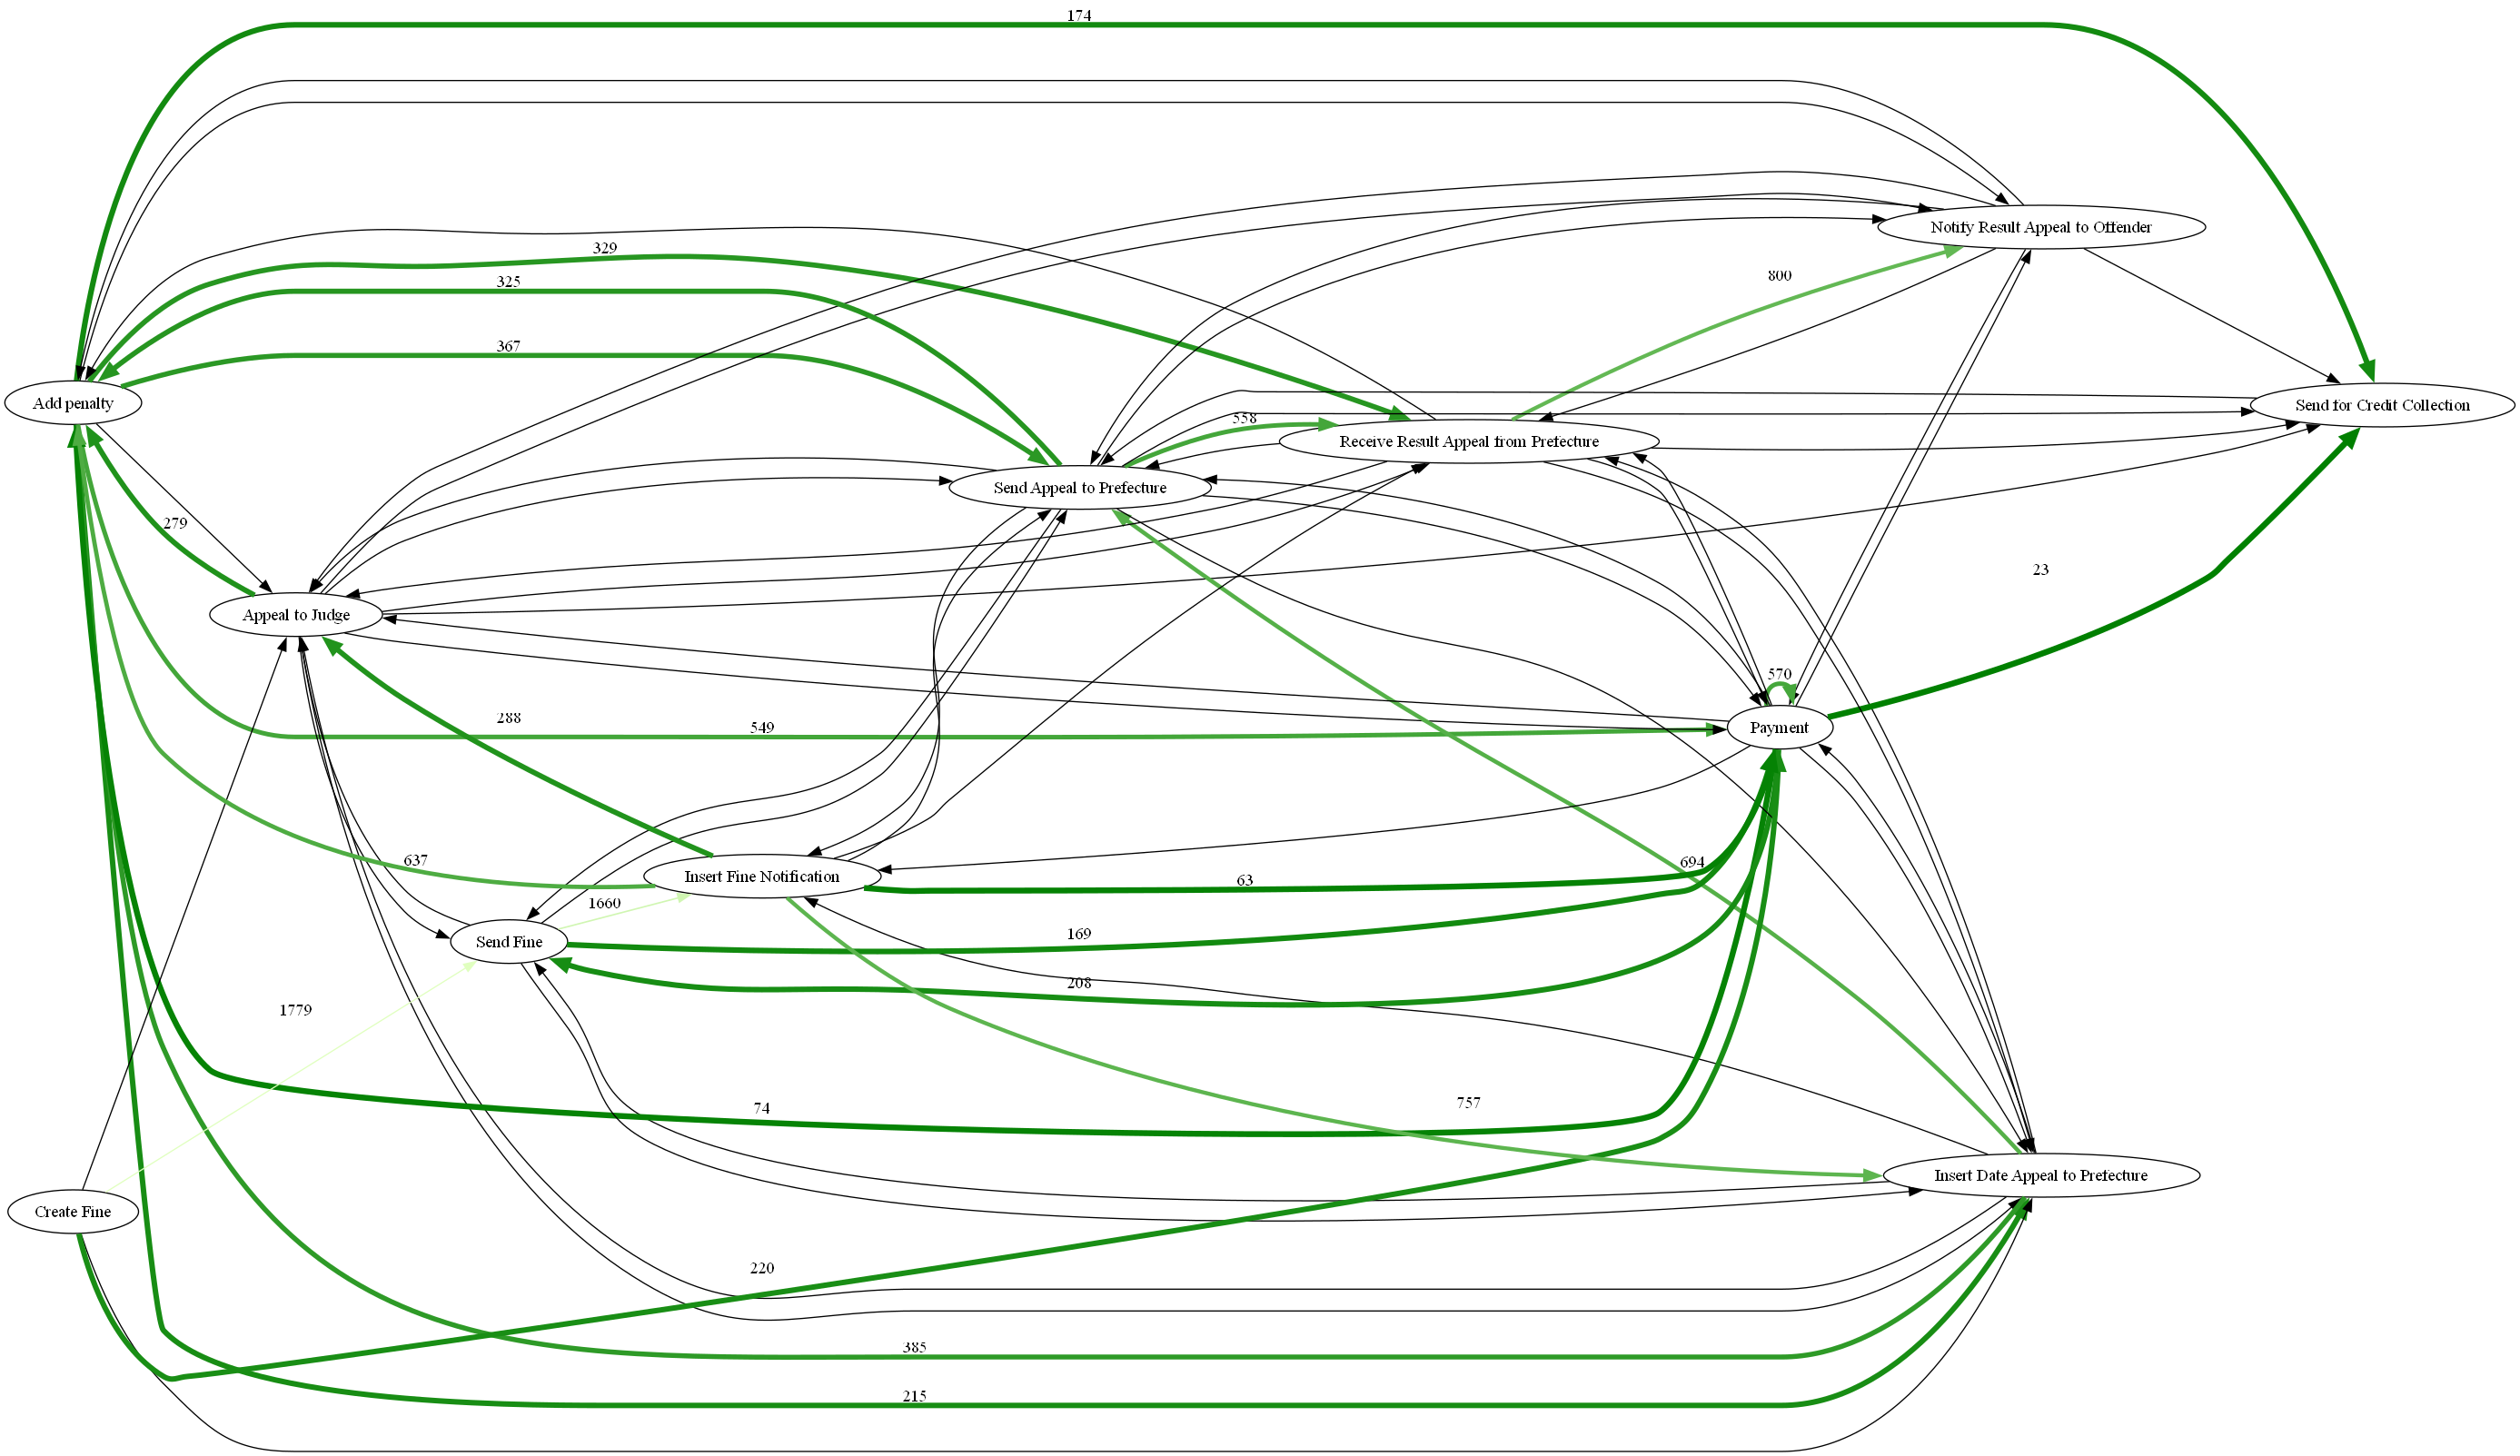 174
Notify Result Appeal to Offender
329
800
325
367
Add penalty
Send for Credit Collection
558
Receive Result Appeal from Prefecture
Send Appeal to Prefecture
279
23
Appeal to Judge
570
288
549
Payment
637
694
Insert Fine Notification
63
1660
169
Send Fine
208
1779
757
74
Insert Date Appeal to Prefecture
Create Fine
220
385
215